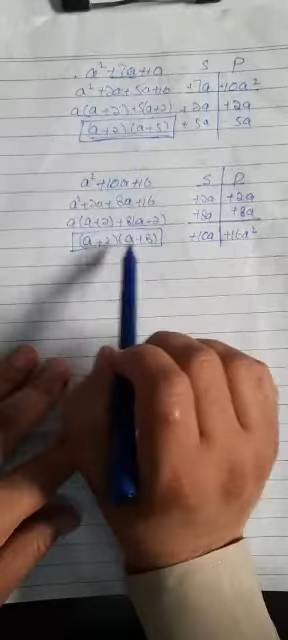 a²+7a+10 S P
a²+2a+5a+10 +7a +10a²
a(a+2)+5(a+2) +2a +2a
(a+2)(a+5) +5a 5a
a²+10a+16 S P
a²+2a+8a+16 +2a +2a
a(a+2)+8(a+2) +8a +8a
(a+2)(a+8) +10a +16a²